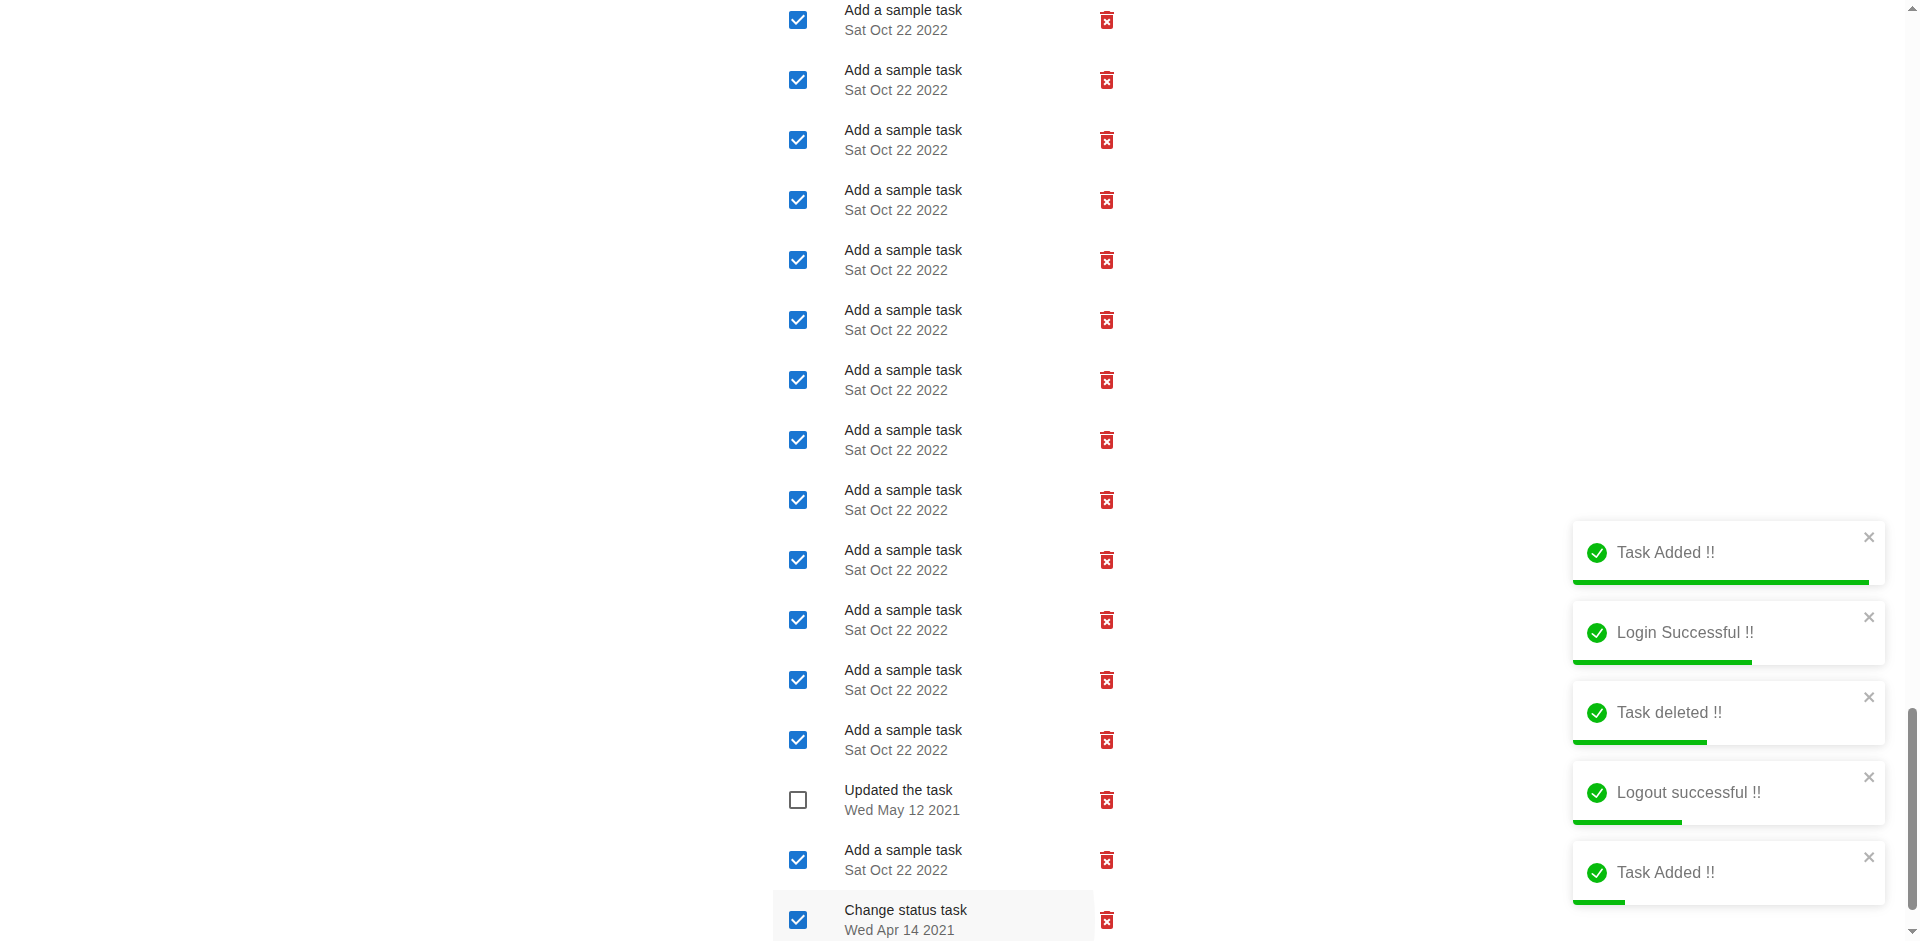 Add a sample task
Sat Oct 22 2022
Add a sample task
Sat Oct 22 2022
Add a sample task
Sat Oct 22 2022
Add a sample task
Sat Oct 22 2022
Add a sample task
Sat Oct 22 2022
Add a sample task
Sat Oct 22 2022
Add a sample task
Sat Oct 22 2022
Add a sample task
Sat Oct 22 2022
Add a sample task
Sat Oct 22 2022
Add a sample task
Sat Oct 22 2022
Add a sample task
Sat Oct 22 2022
Add a sample task
Sat Oct 22 2022
Add a sample task
Sat Oct 22 2022
Updated the task
Wed May 12 2021
Add a sample task
Sat Oct 22 2022
Change status task
Wed Apr 14 2021
Task Added !!
Login Successful !!
Task deleted !!
Logout successful !!
Task Added !!